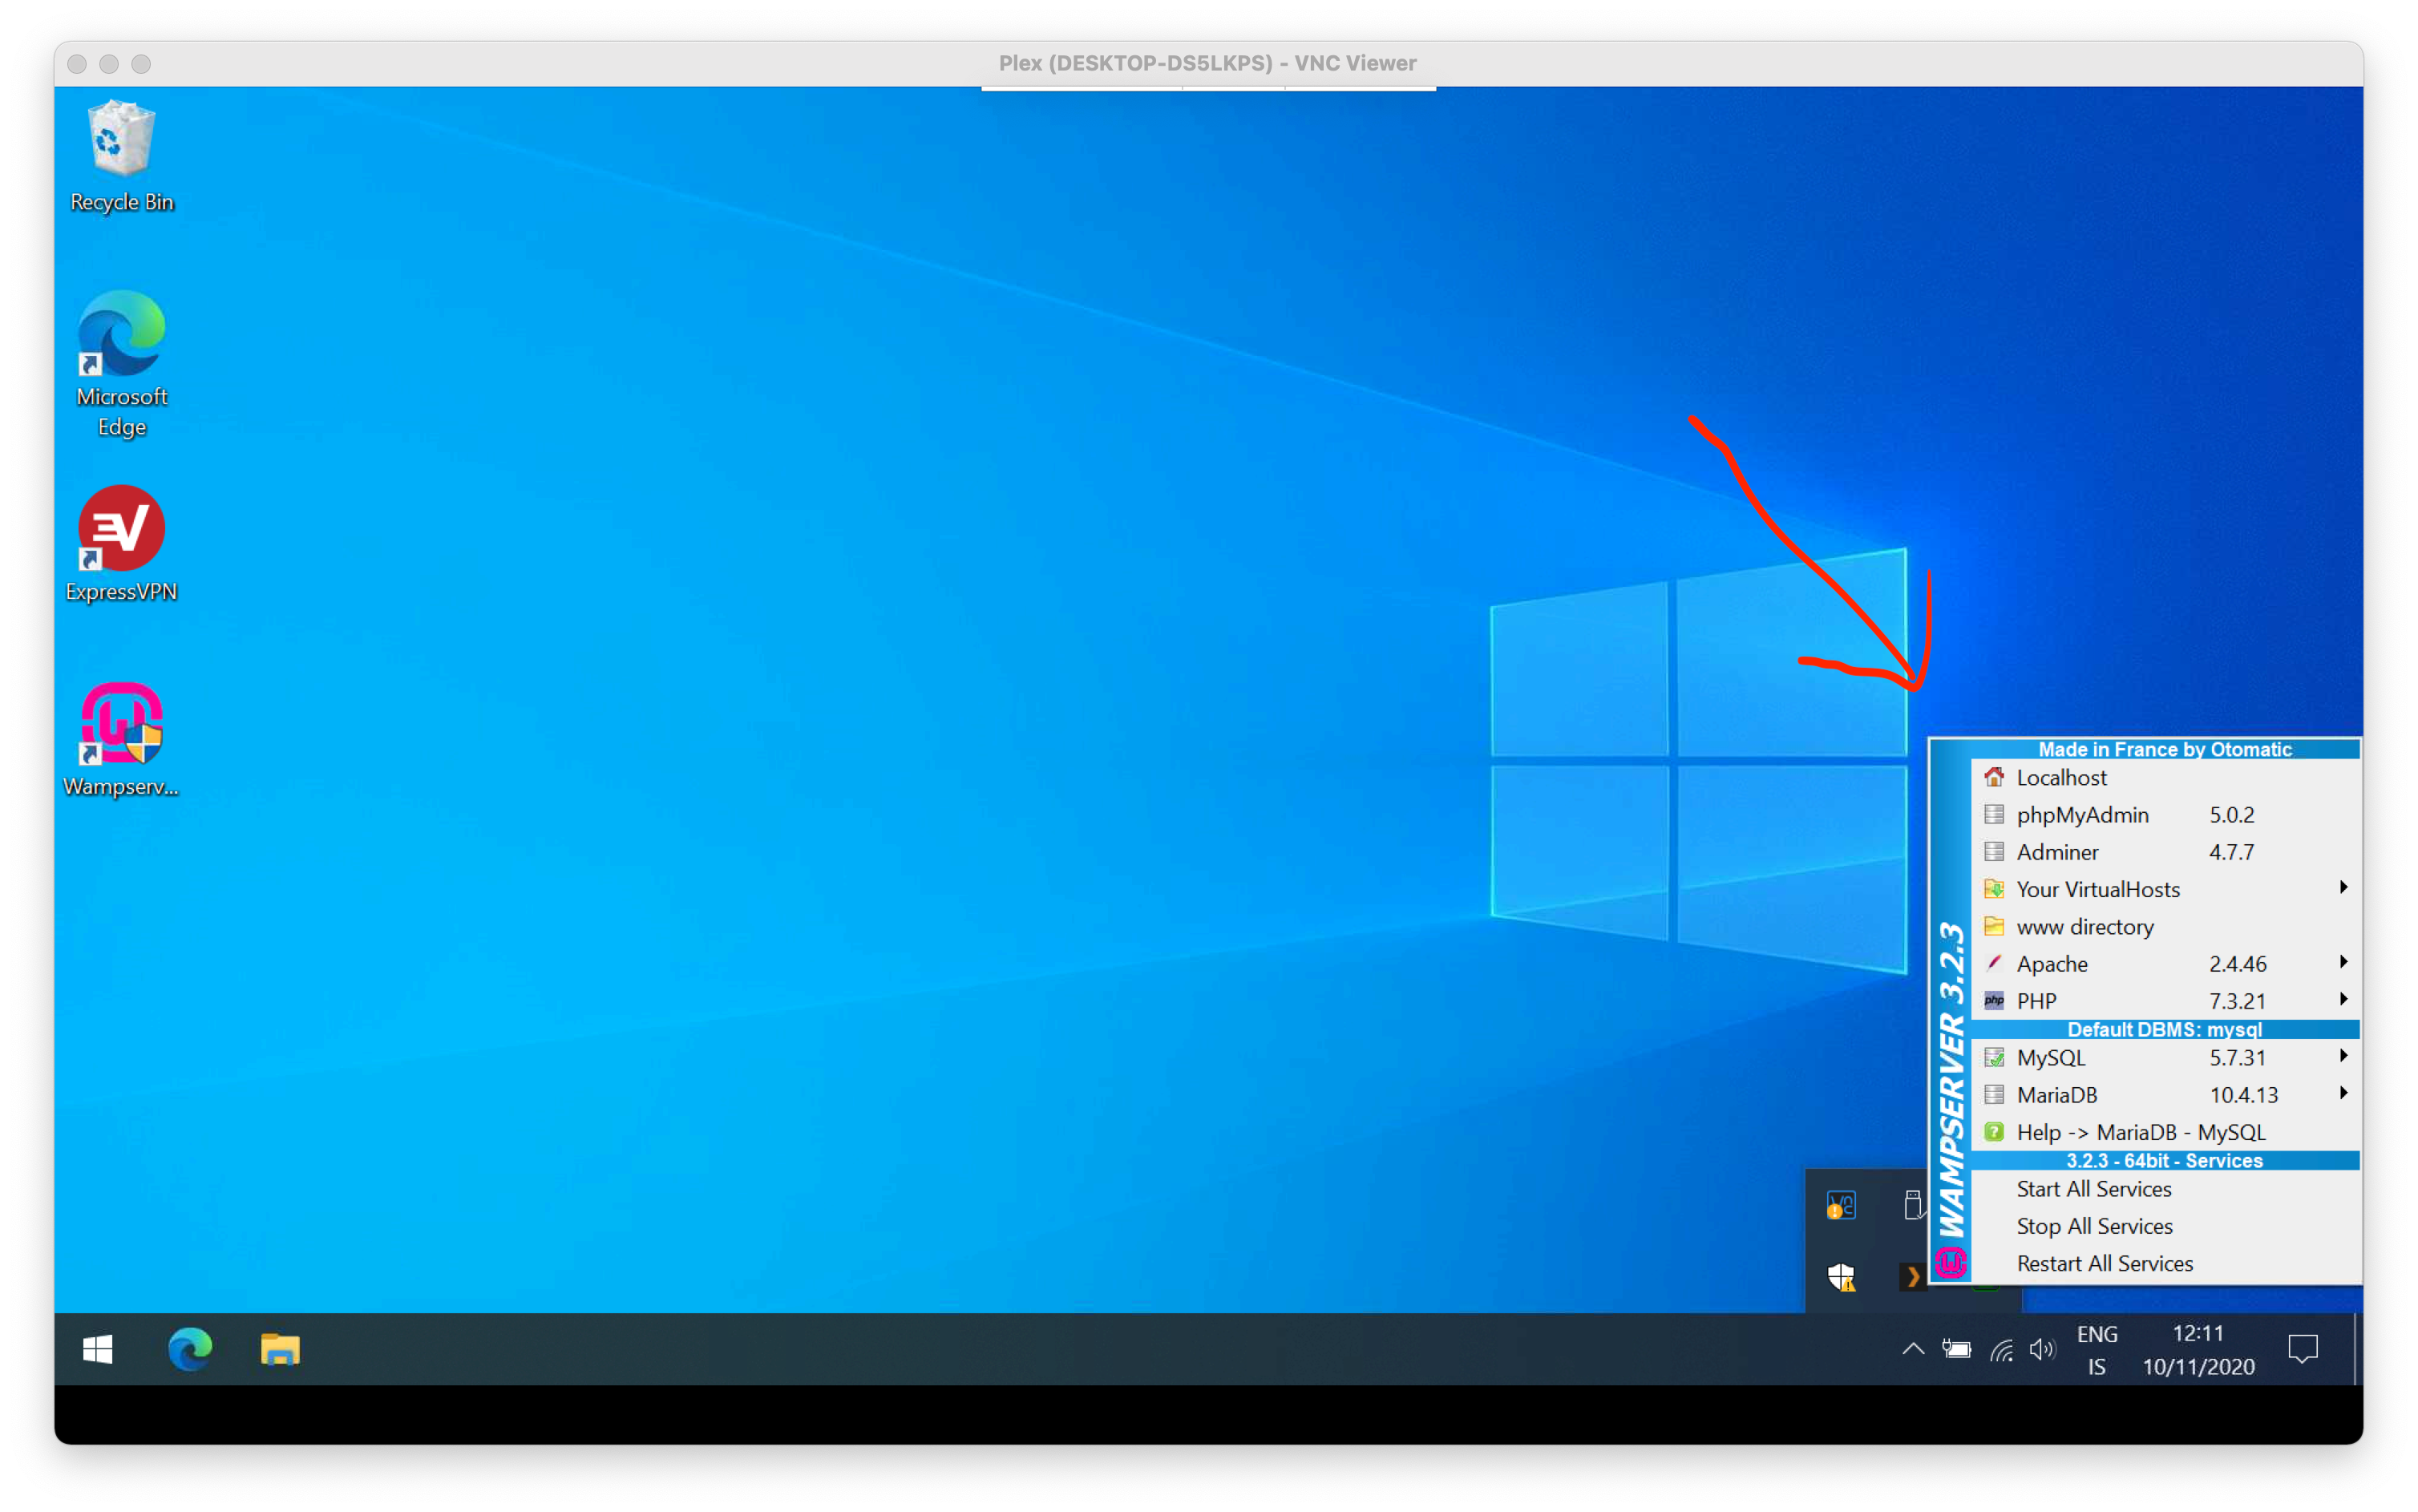 Plex (DESKTOP-DS5LKPS) - VNC Viewer
Recycle Bin
Microsoft
Edge
ExpressVPN
Wampserv...
Made in France by Otomatic
Localhost
phpMyAdmin 5.0.2
Adminer 4.7.7
Your VirtualHosts
www directory
Apache 2.4.46
php PHP 7.3.21
Default DBMS: mysql
MySQL 5.7.31
MariaDB 10.4.13
Help -> MariaDB - MySQL
3.2.3 - 64bit - Services
Start All Services
Stop All Services
Restart All Services
WAMPSERVER 3.2.3
ENG
IS
12:11
10/11/2020